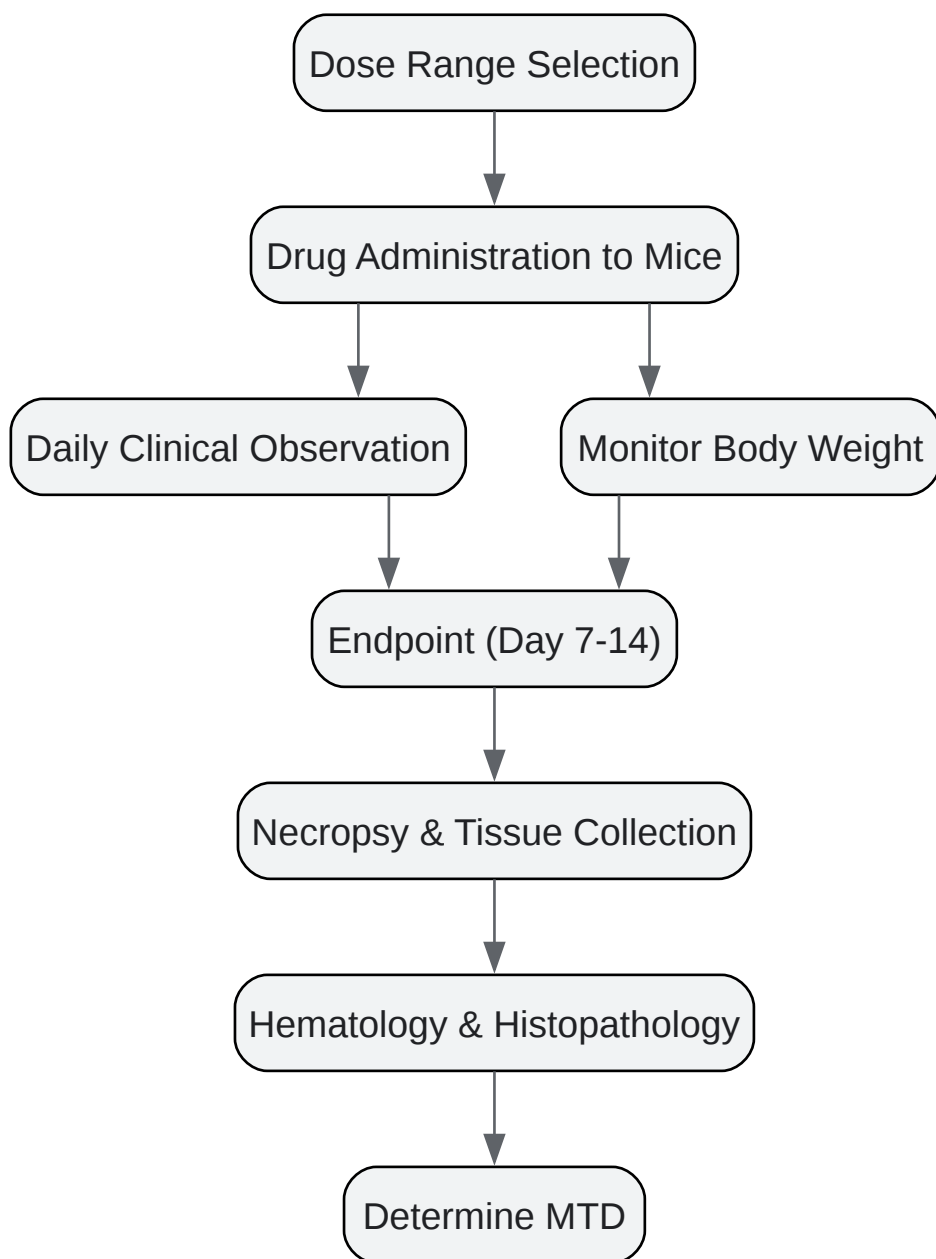 Dose Range Selection
Drug Administration to Mice
Daily Clinical Observation
Monitor Body Weight
Endpoint (Day 7-14)
Necropsy & Tissue Collection
Hematology & Histopathology
Determine MTD